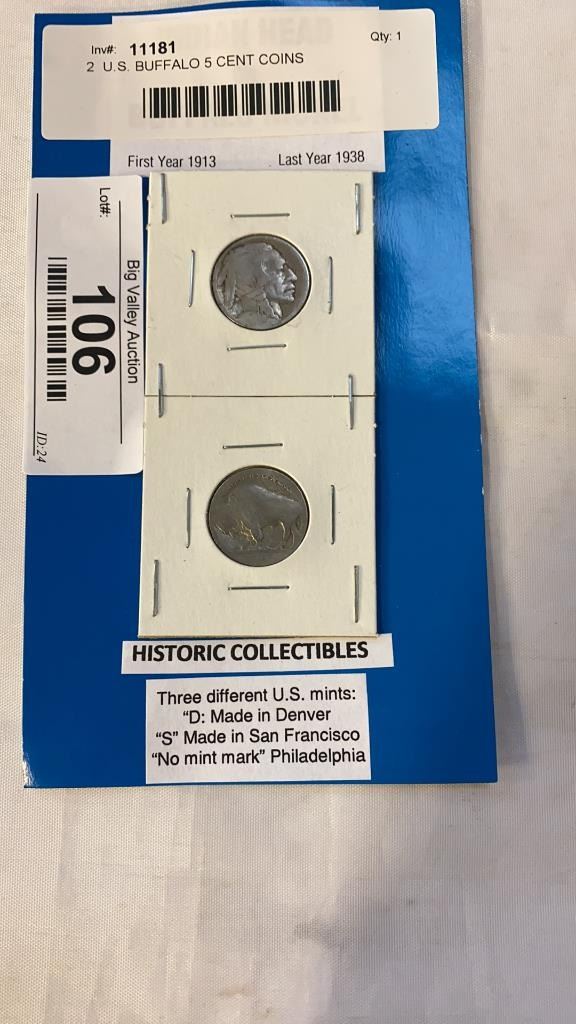 Inv#: 11181
Qty: 1
2 U.S. BUFFALO 5 CENT COINS
First Year 1913
Last Year 1938
Lot#:
106
Big Valley Auction
ID:24
HISTORIC COLLECTIBLES
Three different U.S. mints:
“D: Made in Denver
“S” Made in San Francisco
“No mint mark” Philadelphia